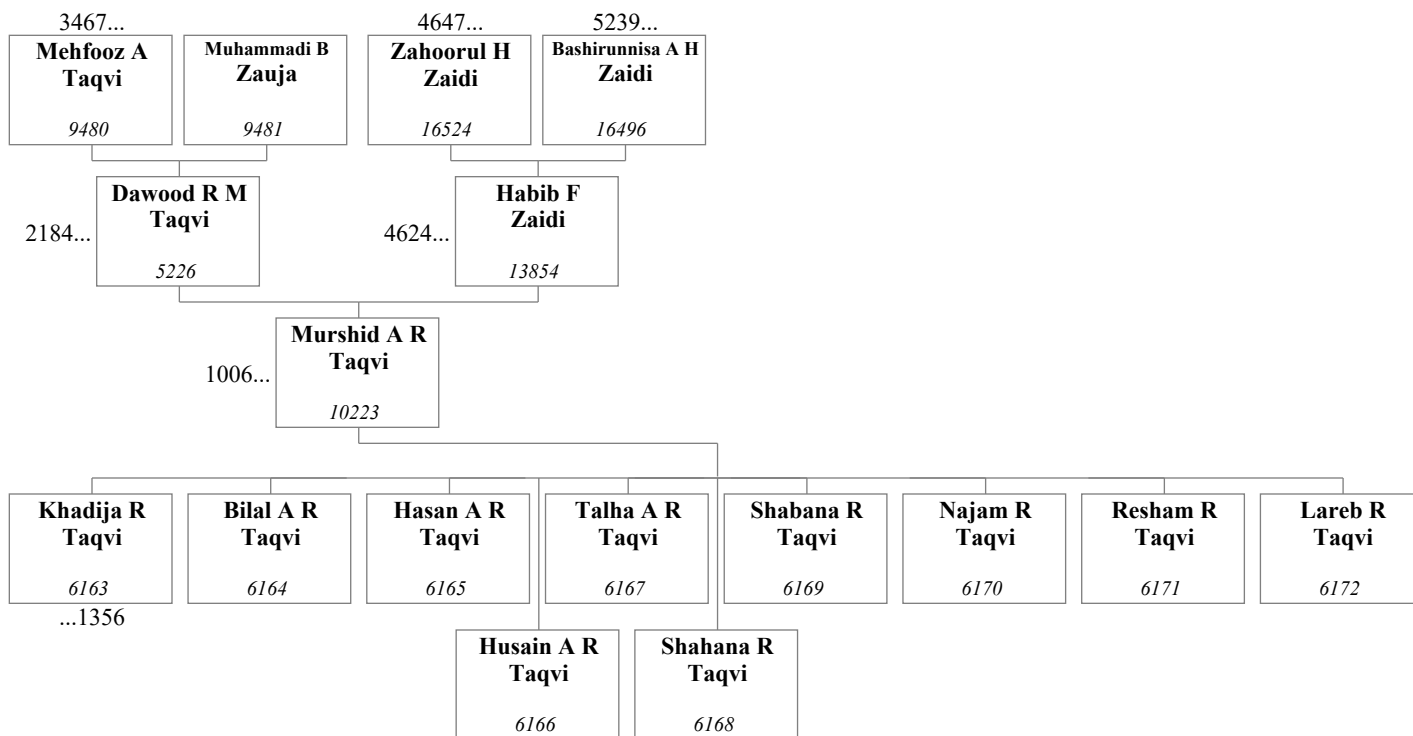 3467...
4647...
5239...
Mehfooz A
Taqvi
9480
Muhammadi B
Zauja
9481
Zahoorul H
Zaidi
16524
Bashirunnisa A H
Zaidi
16496
2184...
Dawood R M
Taqvi
5226
4624...
Habib F
Zaidi
13854
1006...
Murshid A R
Taqvi
10223
Khadija R
Taqvi
6163
...1356
Bilal A R
Taqvi
6164
Hasan A R
Taqvi
6165
Talha A R
Taqvi
6167
Shabana R
Taqvi
6169
Najam R
Taqvi
6170
Resham R
Taqvi
6171
Lareb R
Taqvi
6172
Husain A R
Taqvi
6166
Shahana R
Taqvi
6168